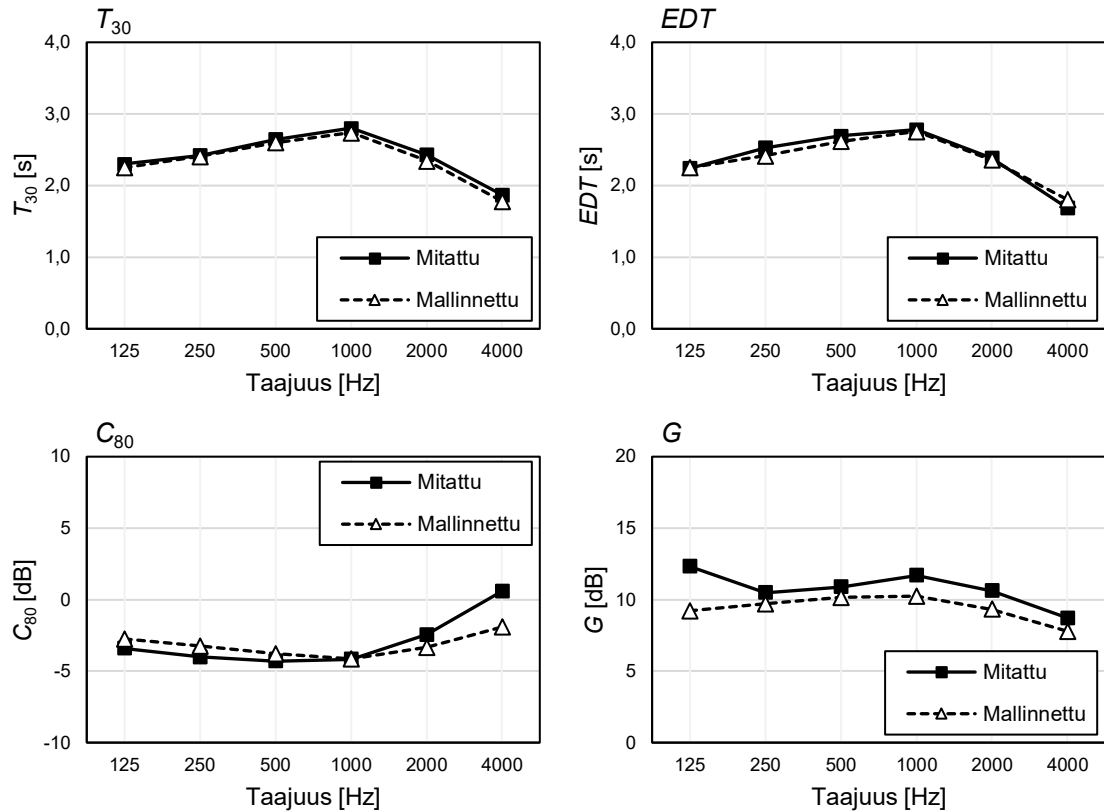 T30
4,0
3,0
2,0
1,0
0,0
T30 [s]
Mitattu
Mallinnettu
125 250 500 1000 2000 4000
Taajuus [Hz]
EDT
4,0
3,0
2,0
1,0
0,0
EDT [s]
Mitattu
Mallinnettu
125 250 500 1000 2000 4000
Taajuus [Hz]
C80
10
5
0
-5
-10
C80 [dB]
Mitattu
Mallinnettu
125 250 500 1000 2000 4000
Taajuus [Hz]
G
20
15
10
5
0
G [dB]
Mitattu
Mallinnettu
125 250 500 1000 2000 4000
Taajuus [Hz]